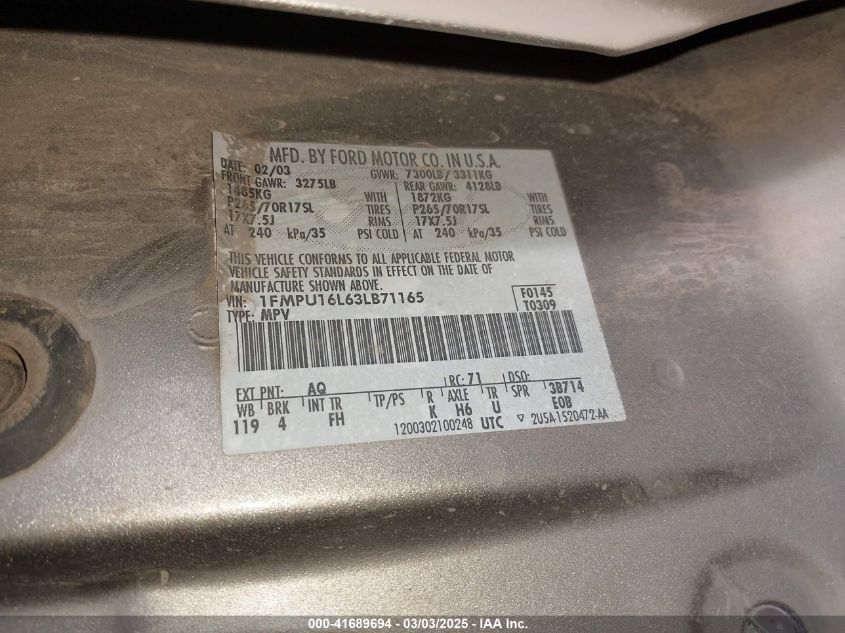 MFD. BY FORD MOTOR CO. IN U.S.A.
DATE: 02/03 GVWR: 7300LB/ 3311KG
FRONT GAWR: 3275LB REAR GAWR: 4128LB
1485KG WITH 1872KG WITH
P265/70R17SL TIRES P265/70R17SL TIRES
17X7.5J RIMS 17X7.5J RIMS
AT 240 kPa/35 PSI COLD AT 240 kPa/35 PSI COLD
THIS VEHICLE CONFORMS TO ALL APPLICABLE FEDERAL MOTOR
VEHICLE SAFETY STANDARDS IN EFFECT ON THE DATE OF
MANUFACTURE SHOWN ABOVE.
VIN: 1FMPU16L63LB71165 F0145
TYPE: MPV T0309
EXT PNT: AQ RC: 71 DSO:
WB BRK INT TR TP/PS R AXLE TR SPR 3B714
119 4 FH K H6 U E0B
1200302100248 UTC ▽ 2U5A-1520472-AA
000-41689694 - 03/03/2025 - IAA Inc.